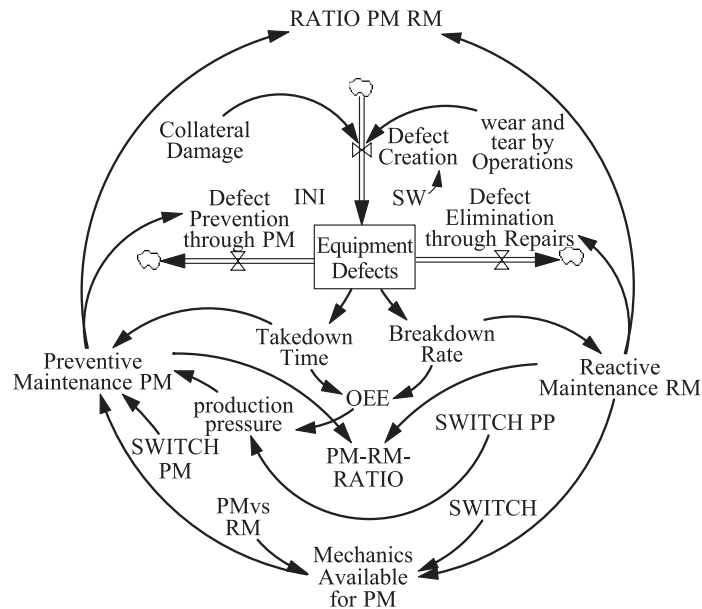 RATIO PM RM
Collateral
Damage
Defect
Creation
wear and
tear by
Operations
INI
SW
Defect
Prevention
through PM
Defect
Elimination
through Repairs
Equipment
Defects
Takedown
Time
Breakdown
Rate
Preventive
Maintenance PM
Reactive
Maintenance RM
OEE
production
pressure
SWITCH PP
SWITCH
PM
PM-RM-
RATIO
PMvs
RM
SWITCH
Mechanics
Available
for PM